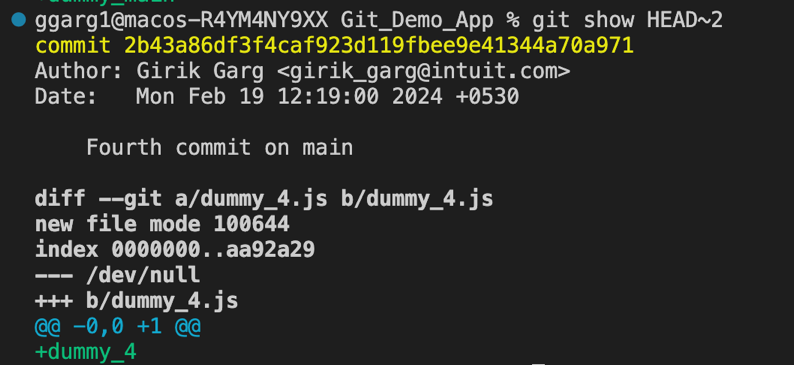 +dummy_main
ggarg1@macos-R4YM4NY9XX Git_Demo_App % git show HEAD~2
commit 2b43a86df3f4caf923d119fbee9e41344a70a971
Author: Girik Garg <girik_garg@intuit.com>
Date:   Mon Feb 19 12:19:00 2024 +0530
    Fourth commit on main
diff --git a/dummy_4.js b/dummy_4.js
new file mode 100644
index 0000000..aa92a29
--- /dev/null
+++ b/dummy_4.js
@@ -0,0 +1 @@
+dummy_4